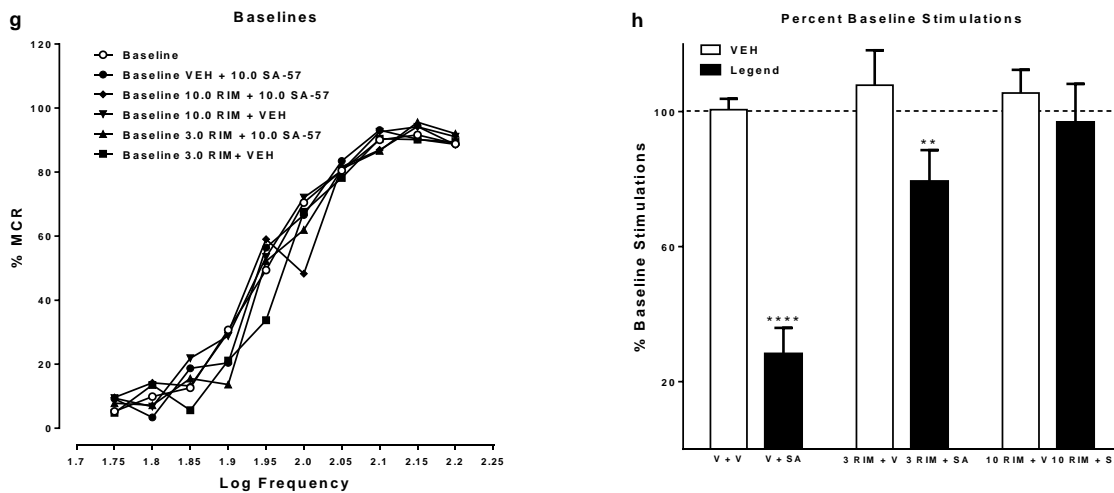 g
Baselines
120
100
80
60
40
20
0
% MCR
Baseline
Baseline VEH + 10.0 SA-57
Baseline 10.0 RIM + 10.0 SA-57
Baseline 10.0 RIM + VEH
Baseline 3.0 RIM + 10.0 SA-57
Baseline 3.0 RIM+ VEH
1.7 1.75 1.8 1.85 1.9 1.95 2.0 2.05 2.1 2.15 2.2 2.25
Log Frequency
h
Percent Baseline Stimulations
VEH
Legend
100
60
20
% Baseline Stimulations
****
**
V + V V + SA 3 RIM + V 3 RIM + SA 10 RIM + V 10 RIM + S